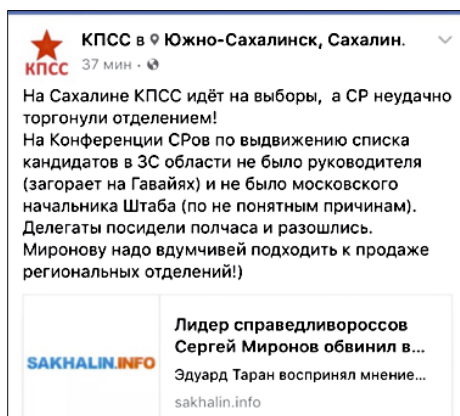 КПСС в Южно-Сахалинск, Сахалин.
КПСС
37 мин ·
На Сахалине КПСС идёт на выборы, а СР неудачно
торгонули отделением!
На Конференции СРов по выдвижению списка
кандидатов в ЗС области не было руководителя
(загорает на Гавайях) и не было московского
начальника Штаба (по не понятным причинам).
Делегаты посидели полчаса и разошлись.
Миронову надо вдумчивей подходить к продаже
региональных отделений!)
SAKHALIN.INFO
Лидер справедливороссов
Сергей Миронов обвинил в...
Эдуард Таран воспринял мнение...
sakhalin.info